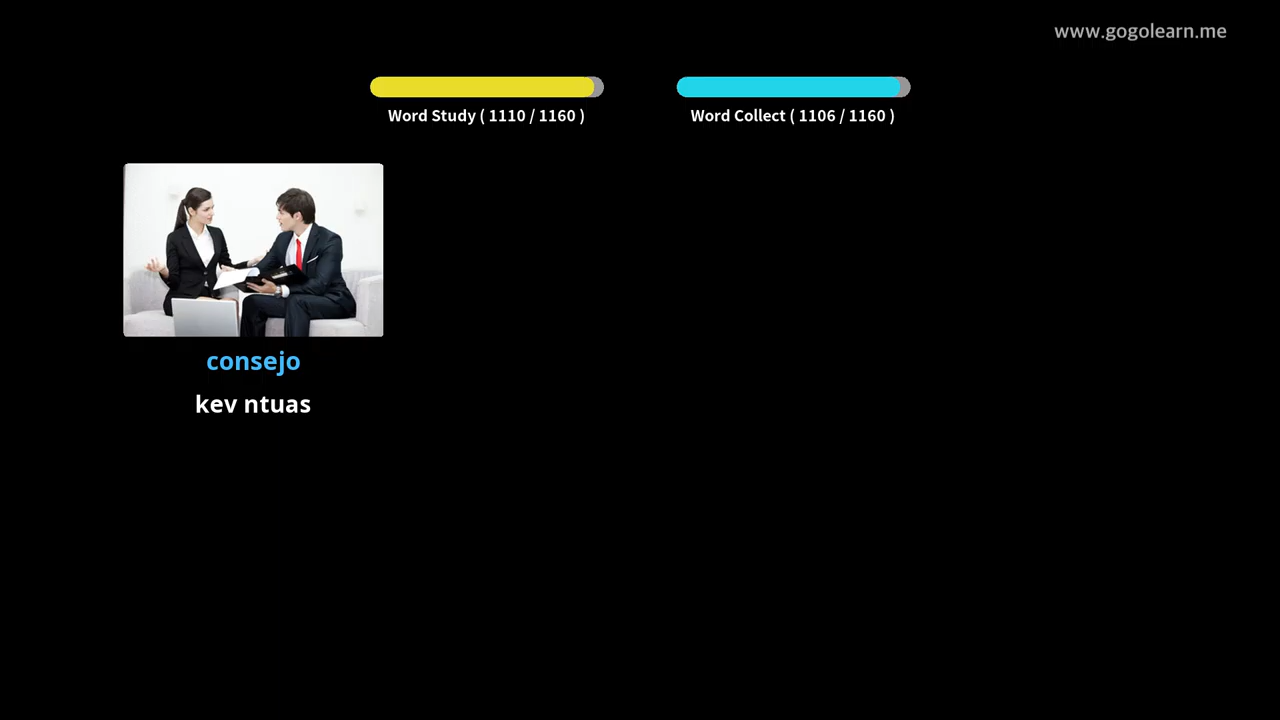 www.gogolearn.me
Word Study ( 1110 / 1160 )
Word Collect ( 1106 / 1160 )
consejo
kev ntuas